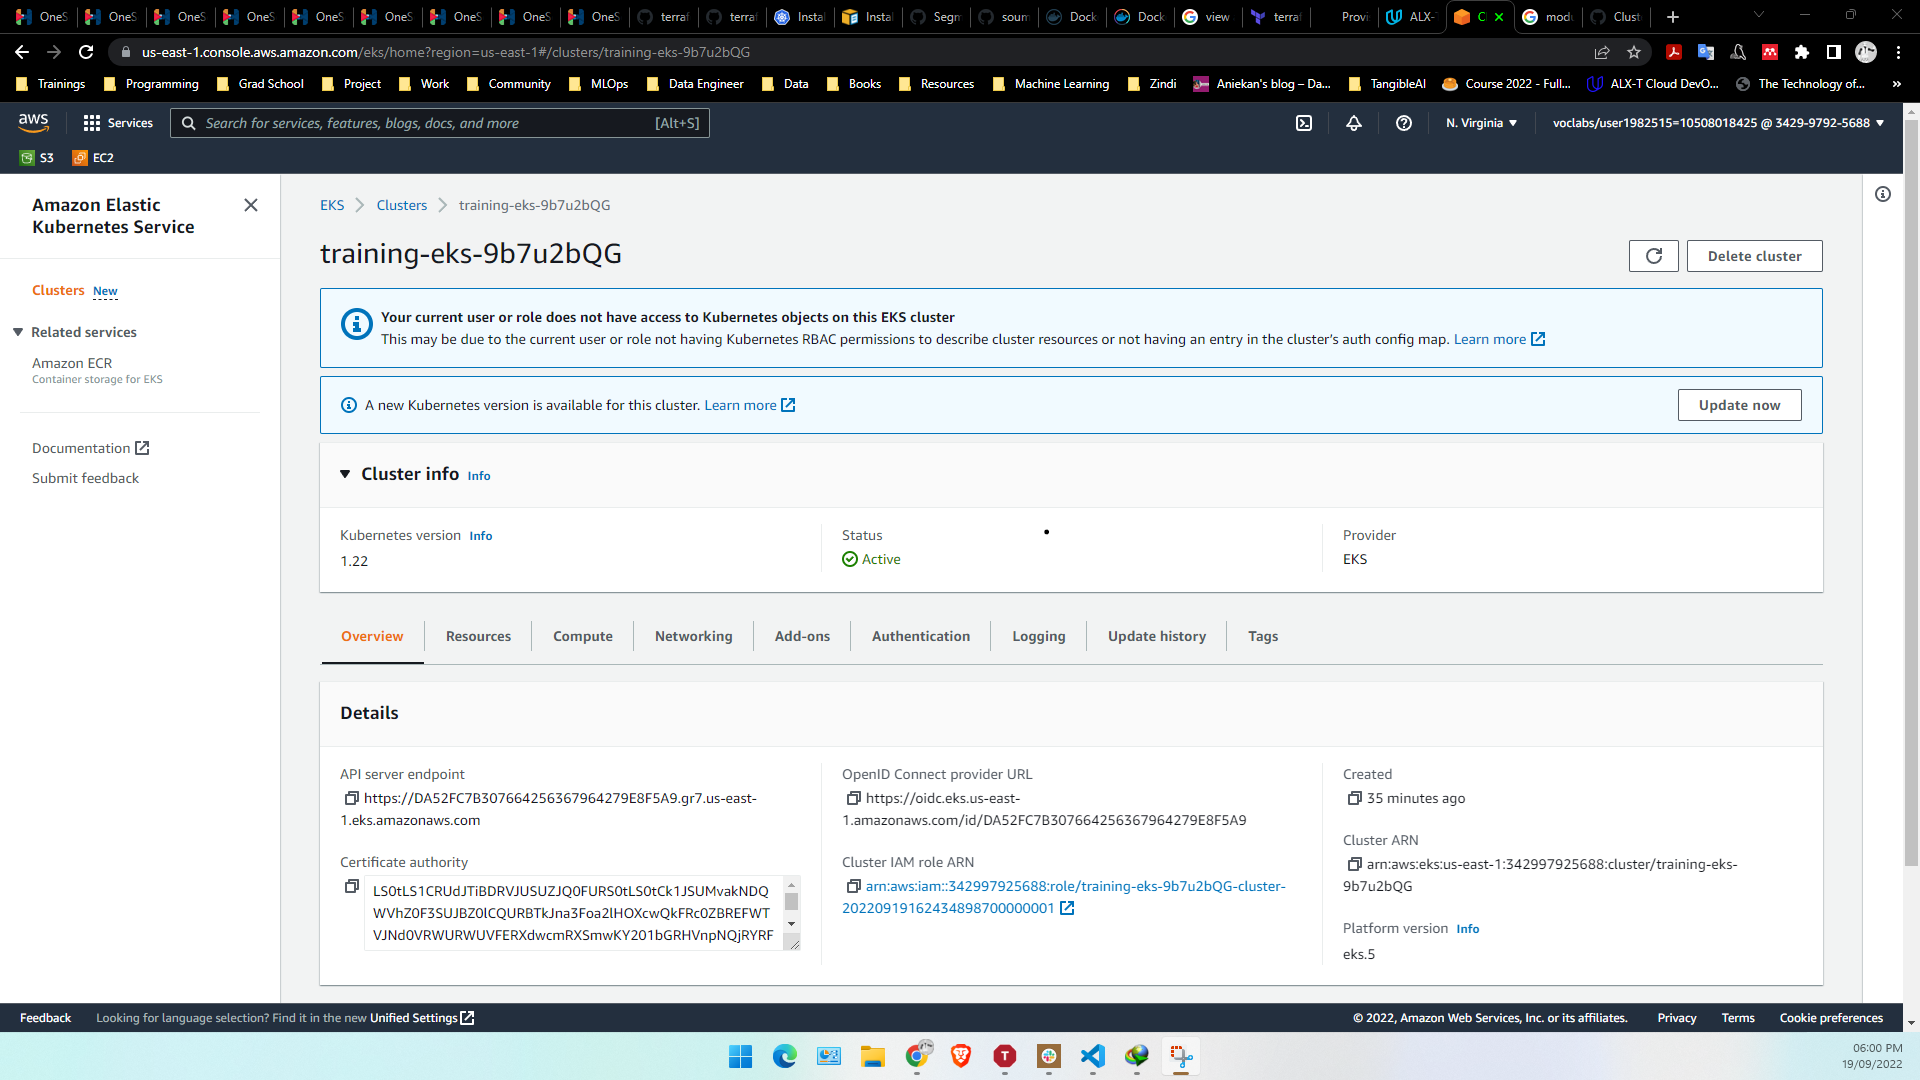 OneS OneS OneS OneS OneS OneS OneS OneS OneS terraf terraf Instal Instal Segm soum Dock Dock view terraf Provi ALX- modu Clust
us-east-1.console.aws.amazon.com/eks/home?region=us-east-1#/clusters/training-eks-9b7u2bQG
Trainings Programming Grad School Project Work Community MLOps Data Engineer Data Books Resources Machine Learning Zindi Aniekan's blog – Da... TangibleAI Course 2022 - Full... ALX-T Cloud DevO... The Technology of... »
aws Services Search for services, features, blogs, docs, and more [Alt+S] N. Virginia voclabs/user1982515=10508018425 @ 3429-9792-5688
S3 EC2
Amazon Elastic
Kubernetes Service
Clusters New
Related services
Amazon ECR
Container storage for EKS
Documentation
Submit feedback
EKS Clusters training-eks-9b7u2bQG
training-eks-9b7u2bQG
Delete cluster
Your current user or role does not have access to Kubernetes objects on this EKS cluster
This may be due to the current user or role not having Kubernetes RBAC permissions to describe cluster resources or not having an entry in the cluster's auth config map. Learn more
A new Kubernetes version is available for this cluster. Learn more Update now
Cluster info Info
Kubernetes version Info
1.22
Status
Active
Provider
EKS
Overview Resources Compute Networking Add-ons Authentication Logging Update history Tags
Details
API server endpoint
https://DA52FC7B307664256367964279E8F5A9.gr7.us-east-
1.eks.amazonaws.com
Certificate authority
LS0tLS1CRUdJTiBDRVJUSUZJQ0FURS0tLS0tCk1JSUMvakNDQ
WVhZ0F3SUJBZ0lCQURBTkJna3Foa2lHOXcwQkFRc0ZBREFWT
VJNd0VRWURWUVFERXdwcmRXSmwKY201bGRHVnpNQjRYRF
OpenID Connect provider URL
https://oidc.eks.us-east-
1.amazonaws.com/id/DA52FC7B307664256367964279E8F5A9
Cluster IAM role ARN
arn:aws:iam::342997925688:role/training-eks-9b7u2bQG-cluster-
20220919162434898700000001
Created
35 minutes ago
Cluster ARN
arn:aws:eks:us-east-1:342997925688:cluster/training-eks-
9b7u2bQG
Platform version Info
eks.5
Feedback Looking for language selection? Find it in the new Unified Settings © 2022, Amazon Web Services, Inc. or its affiliates. Privacy Terms Cookie preferences
06:00 PM
19/09/2022